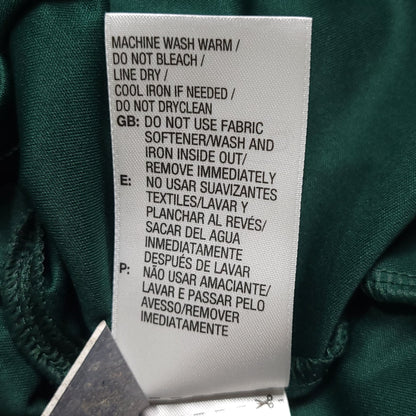 MACHINE WASH WARM /
DO NOT BLEACH /
LINE DRY /
COOL IRON IF NEEDED /
DO NOT DRYCLEAN
GB: DO NOT USE FABRIC
SOFTENER/WASH AND
IRON INSIDE OUT/
REMOVE IMMEDIATELY
E: NO USAR SUAVIZANTES
TEXTILES/LAVAR Y
PLANCHAR AL REVÉS/
SACAR DEL AGUA
INMEDIATAMENTE
DESPUÉS DE LAVAR
P: NÃO USAR AMACIANTE/
LAVAR E PASSAR PELO
AVESSO/REMOVER
IMEDIATAMENTE